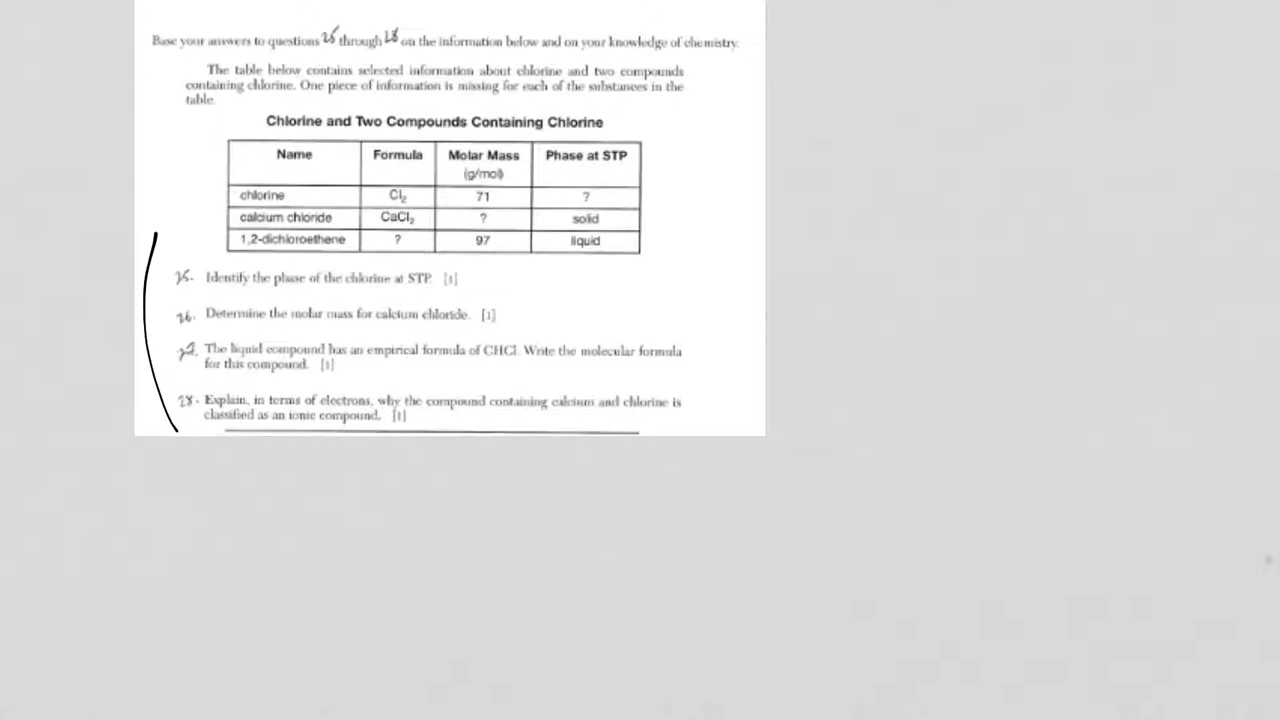 Base your answers to questions 25 through 28 on the information below and on your knowledge of chemistry.
The table below contains selected information about chlorine and two compounds
containing chlorine. One piece of information is missing for each of the substances in the
table.
Chlorine and Two Compounds Containing Chlorine
Name Formula Molar Mass (g/mol) Phase at STP
chlorine Cl₂ 71 ?
calcium chloride CaCl₂ ? solid
1,2-dichloroethene ? 97 liquid
25. Identify the phase of the chlorine at STP. [1]
26. Determine the molar mass for calcium chloride. [1]
27. The liquid compound has an empirical formula of CHCl. Write the molecular formula
for this compound. [1]
28. Explain, in terms of electrons, why the compound containing calcium and chlorine is
classified as an ionic compound. [1]